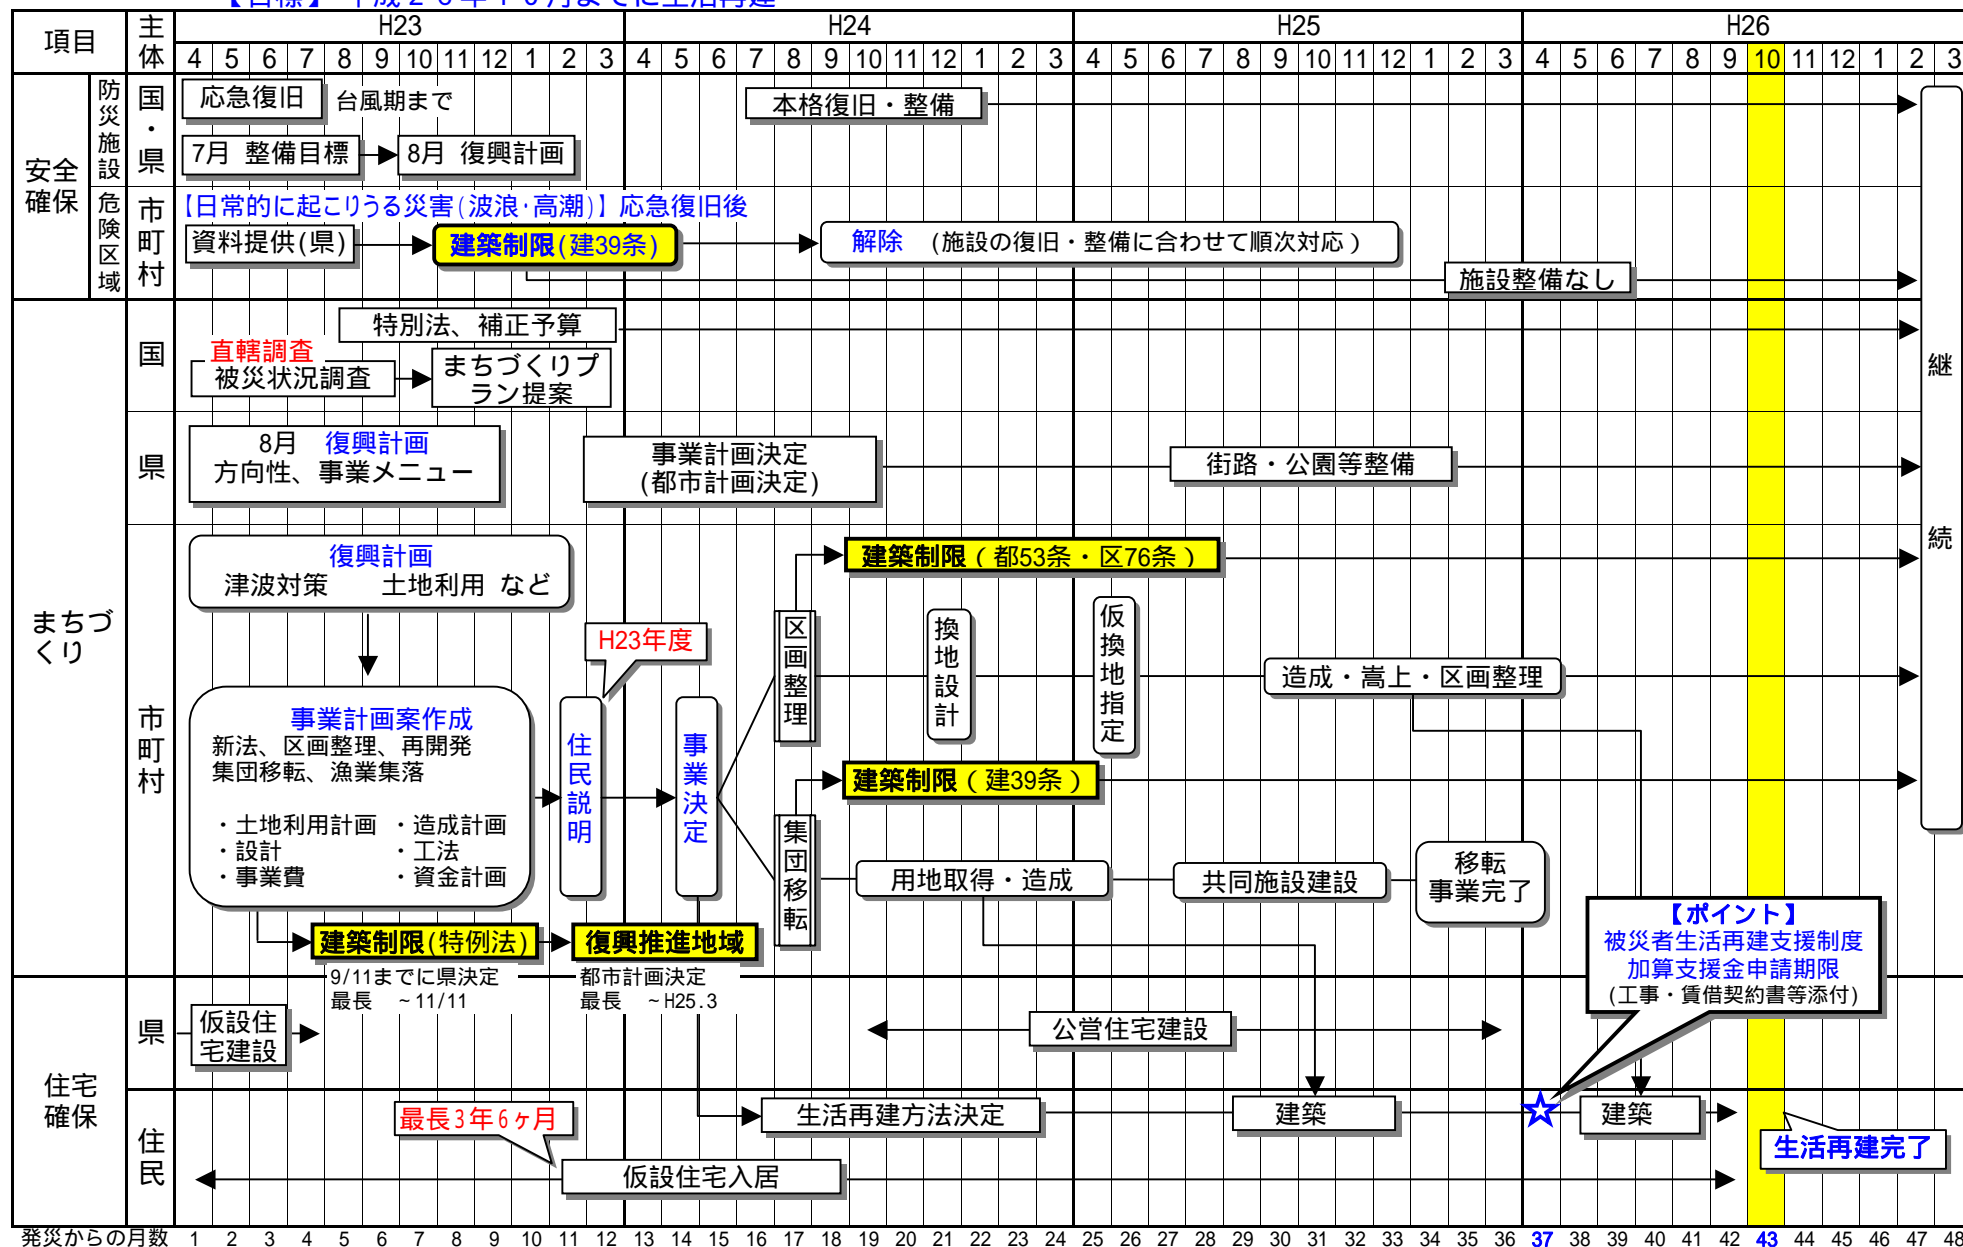 【目標】 平成２６年１０月までに生活再建
項目 主体 H23 H24 H25 H26
4 5 6 7 8 9 10 11 12 1 2 3 4 5 6 7 8 9 10 11 12 1 2 3 4 5 6 7 8 9 10 11 12 1 2 3 4 5 6 7 8 9 10 11 12 1 2 3
安全確保
防災施設
国・県
応急復旧 台風期まで
本格復旧・整備
7月 整備目標
8月 復興計画
危険区域
市町村
【日常的に起こりうる災害(波浪・高潮)】応急復旧後
資料提供(県)
建築制限(建39条)
解除 (施設の復旧・整備に合わせて順次対応)
施設整備なし
継続
まちづくり
国
特別法、補正予算
直轄調査
被災状況調査
まちづくりプ
ラン提案
県
8月 復興計画
方向性、事業メニュー
事業計画決定
(都市計画決定)
街路・公園等整備
市町村
復興計画
津波対策 土地利用 など
建築制限(都53条・区76条)
H23年度
区画整理
換地設計
仮換地指定
造成・嵩上・区画整理
事業計画案作成
新法、区画整理、再開発
集団移転、漁業集落
・土地利用計画 ・造成計画
・設計 ・工法
・事業費 ・資金計画
住民説明
事業決定
建築制限(建39条)
集団移転
用地取得・造成
共同施設建設
移転
事業完了
建築制限(特例法)
9/11までに県決定
最長 ~11/11
復興推進地域
都市計画決定
最長 ~H25.3
【ポイント】
被災者生活再建支援制度
加算支援金申請期限
(工事・賃借契約書等添付)
住宅確保
県
仮設住
宅建設
公営住宅建設
住民
最長3年6ヶ月
生活再建方法決定
建築
☆
建築
生活再建完了
仮設住宅入居
発災からの月数 1 2 3 4 5 6 7 8 9 10 11 12 13 14 15 16 17 18 19 20 21 22 23 24 25 26 27 28 29 30 31 32 33 34 35 36 37 38 39 40 41 42 43 44 45 46 47 48